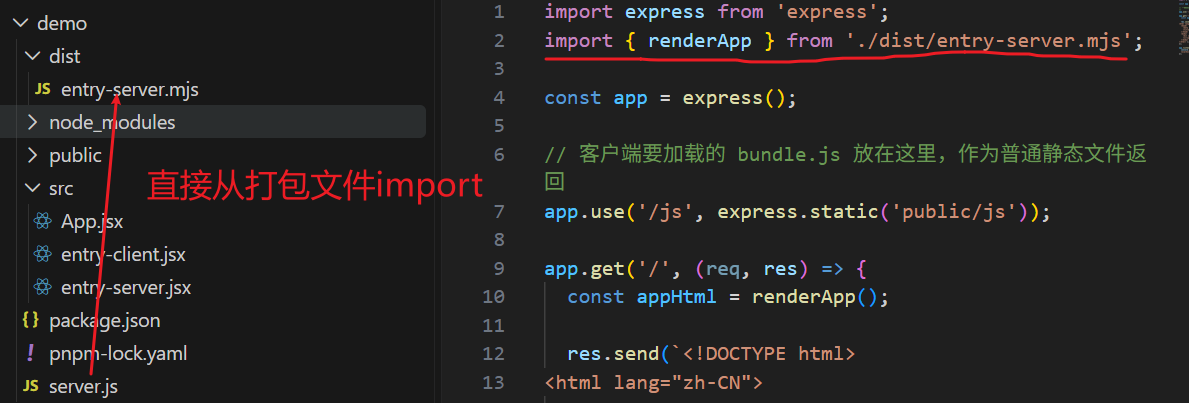 demo
dist
JS entry-server.mjs
node_modules
public
src
App.jsx
entry-client.jsx
entry-server.jsx
{} package.json
! pnpm-lock.yaml
JS server.js
直接从打包文件import
1 import express from 'express';
2 import { renderApp } from './dist/entry-server.mjs';
3
4 const app = express();
5
6 // 客户端要加载的 bundle.js 放在这里，作为普通静态文件返
回
7 app.use('/js', express.static('public/js'));
8
9 app.get('/', (req, res) => {
10 const appHtml = renderApp();
11
12 res.send(`<!DOCTYPE html>
13 <html lang="zh-CN">